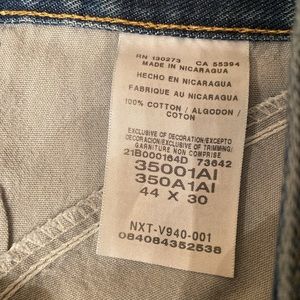 RN 130273 CA 55394
MADE IN NICARAGUA
HECHO EN NICARAGUA
FABRIQUE AU NICARAGUA
100% COTTON / ALGODON /
COTON
EXCLUSIVE OF DECORATION/EXCEPTO
DECORACION/EXCLUSIVE OF TRIMMING/
GARNITURE NON COMPRISE
21B000164D 73642
35001AI
350A1AI
44 X 30
NXT-V940-001
084084352538